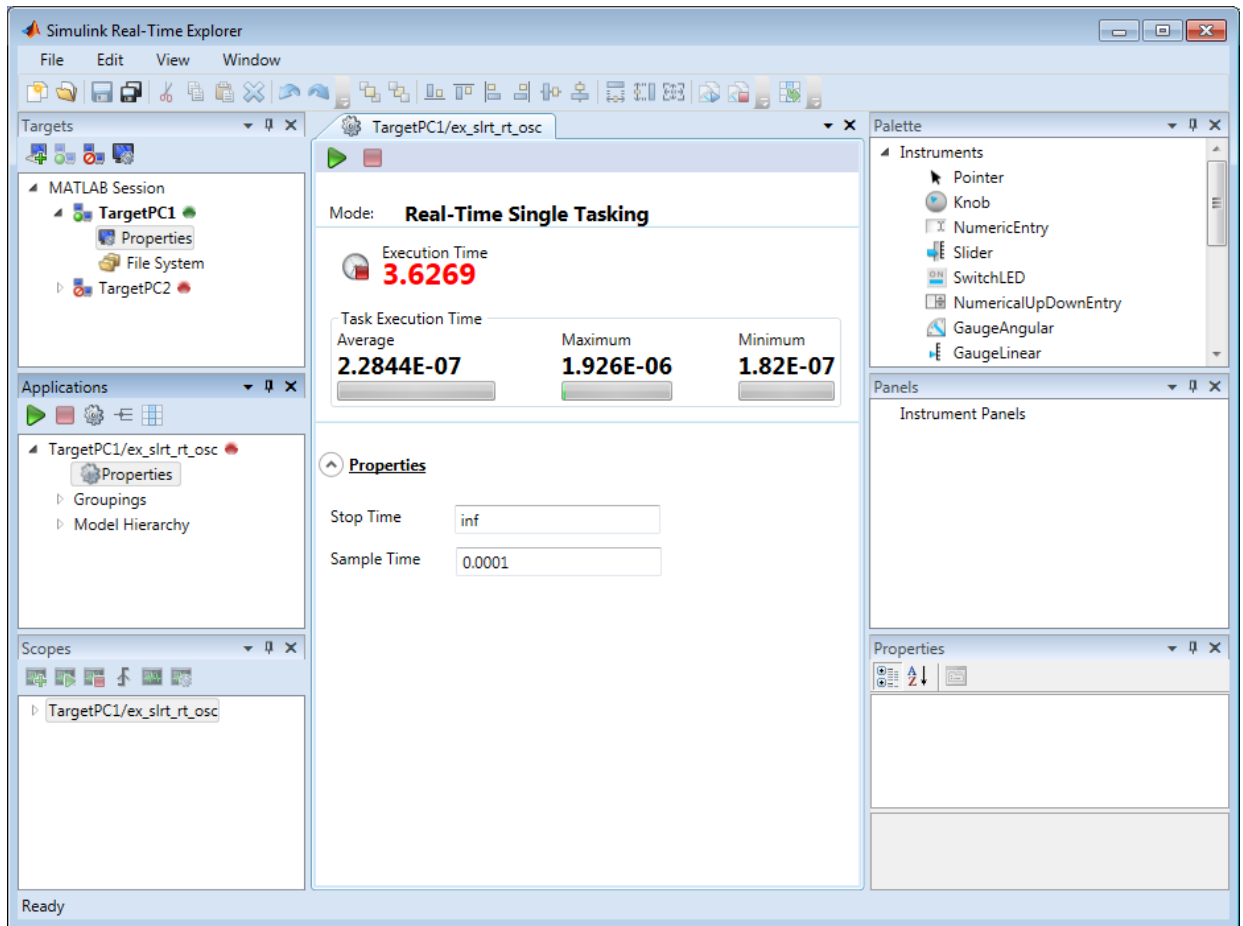 Simulink Real-Time Explorer
File Edit View Window
Targets
MATLAB Session
TargetPC1
Properties
File System
TargetPC2
Applications
TargetPC1/ex_slrt_rt_osc
Properties
Groupings
Model Hierarchy
Scopes
TargetPC1/ex_slrt_rt_osc
TargetPC1/ex_slrt_rt_osc
Mode: Real-Time Single Tasking
Execution Time
3.6269
Task Execution Time
Average Maximum Minimum
2.2844E-07 1.926E-06 1.82E-07
Properties
Stop Time inf
Sample Time 0.0001
Palette
Instruments
Pointer
Knob
NumericEntry
Slider
ON SwitchLED
NumericalUpDownEntry
GaugeAngular
GaugeLinear
Panels
Instrument Panels
Properties
A
Z
Ready